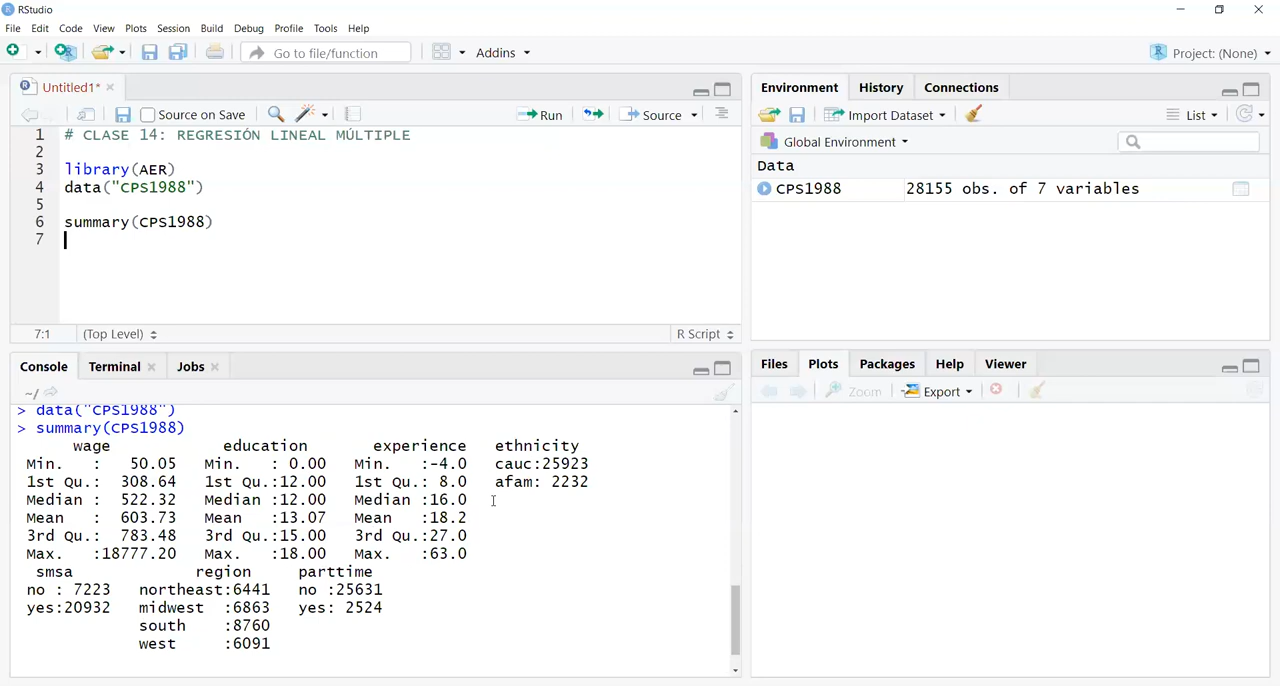 RStudio
File Edit Code View Plots Session Build Debug Profile Tools Help
Go to file/function Addins Project: (None)
Untitled1*
Source on Save Run Source
1 # CLASE 14: REGRESIÓN LINEAL MÚLTIPLE
2
3 library(AER)
4 data("CPS1988")
5
6 summary(CPS1988)
7
7:1 (Top Level) R Script
Console Terminal Jobs
~/
> data("CPS1988")
> summary(CPS1988)
wage education experience ethnicity
Min. : 50.05 Min. : 0.00 Min. :-4.0 cauc:25923
1st Qu.: 308.64 1st Qu.:12.00 1st Qu.: 8.0 afam: 2232
Median : 522.32 Median :12.00 Median :16.0
Mean : 603.73 Mean :13.07 Mean :18.2
3rd Qu.: 783.48 3rd Qu.:15.00 3rd Qu.:27.0
Max. :18777.20 Max. :18.00 Max. :63.0
smsa region parttime
no : 7223 northeast:6441 no :25631
yes:20932 midwest :6863 yes: 2524
south :8760
west :6091
Environment History Connections
Import Dataset List
Global Environment
Data
CPS1988 28155 obs. of 7 variables
Files Plots Packages Help Viewer
Zoom Export